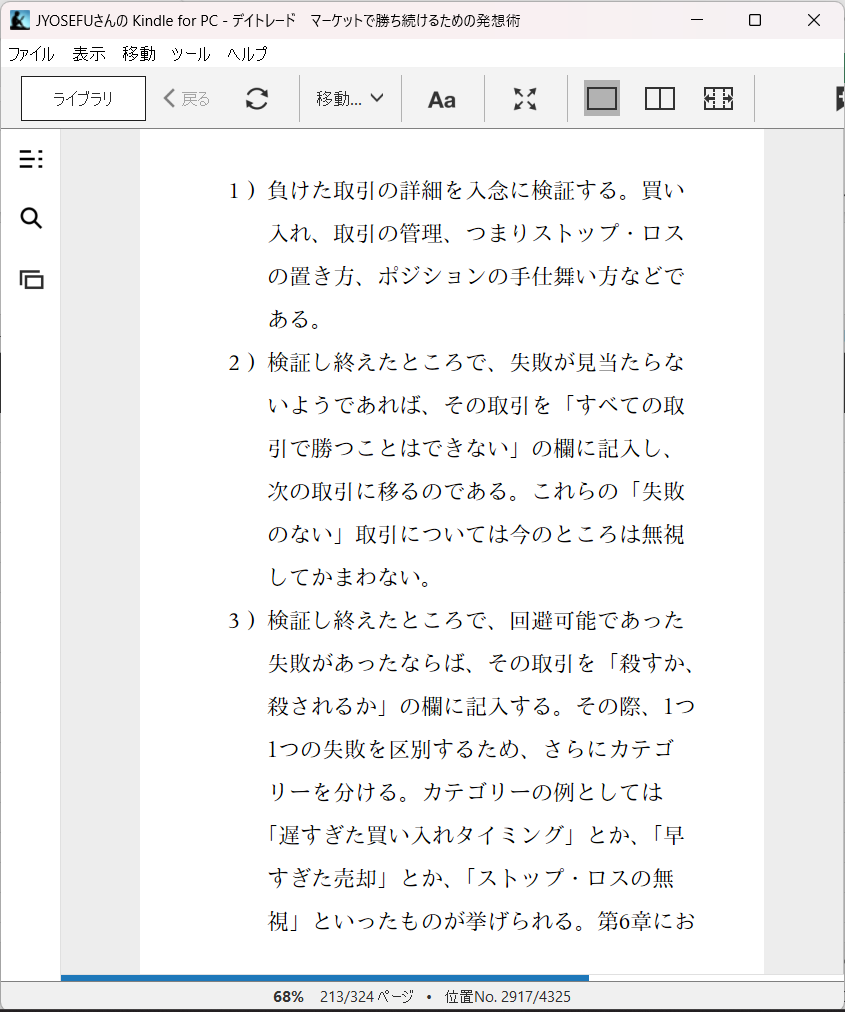 JYOSEFUさんの Kindle for PC - デイトレード　マーケットで勝ち続けるための発想術
ファイル 表示 移動 ツール ヘルプ
ライブラリ 戻る 移動... Aa
1）負けた取引の詳細を入念に検証する。買い
入れ、取引の管理、つまりストップ・ロス
の置き方、ポジションの手仕舞い方などで
ある。
2）検証し終えたところで、失敗が見当たらな
いようであれば、その取引を「すべての取
引で勝つことはできない」の欄に記入し、
次の取引に移るのである。これらの「失敗
のない」取引については今のところは無視
してかまわない。
3）検証し終えたところで、回避可能であった
失敗があったならば、その取引を「殺すか、
殺されるか」の欄に記入する。その際、1つ
1つの失敗を区別するため、さらにカテゴ
リーを分ける。カテゴリーの例としては
「遅すぎた買い入れタイミング」とか、「早
すぎた売却」とか、「ストップ・ロスの無
視」といったものが挙げられる。第6章にお
68% 213/324 ページ • 位置No. 2917/4325